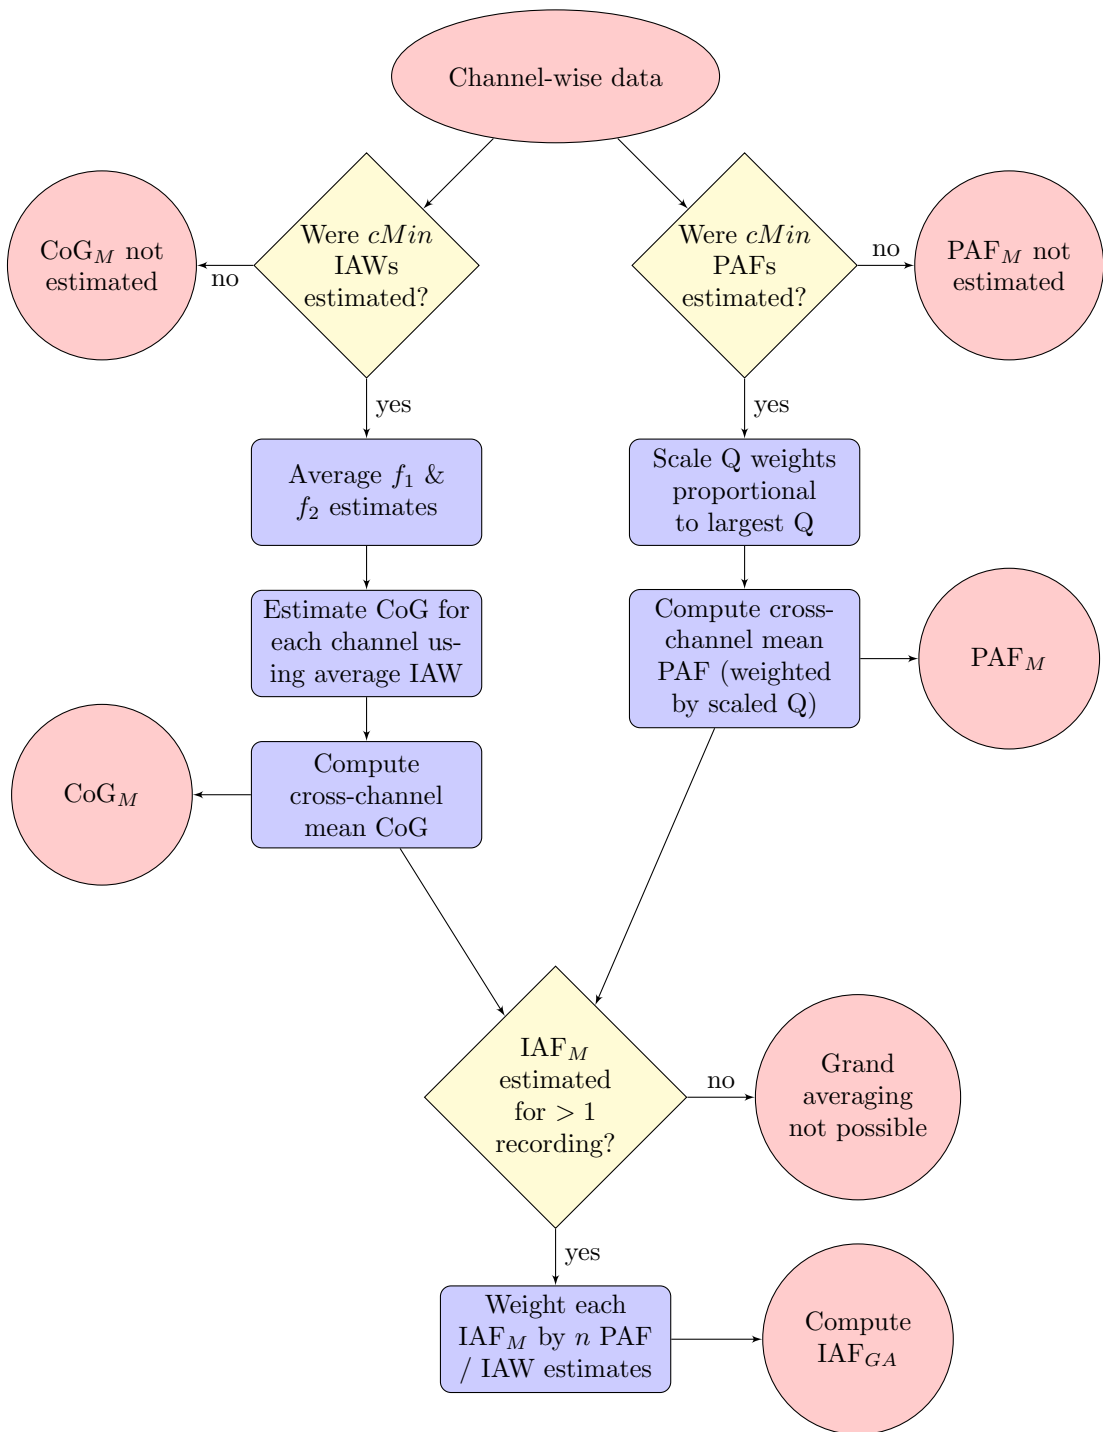 Channel-wise data
Were cMin
IAWs
estimated?
Were cMin
PAFs
estimated?
CoG_M not
estimated
no
no
PAF_M not
estimated
yes
yes
Average f_1 &
f_2 estimates
Scale Q weights
proportional
to largest Q
Estimate CoG for
each channel us-
ing average IAW
Compute cross-
channel mean
PAF (weighted
by scaled Q)
PAF_M
CoG_M
Compute
cross-channel
mean CoG
IAF_M
estimated
for > 1
recording?
no
Grand
averaging
not possible
yes
Weight each
IAF_M by n PAF
/ IAW estimates
Compute
IAF_GA